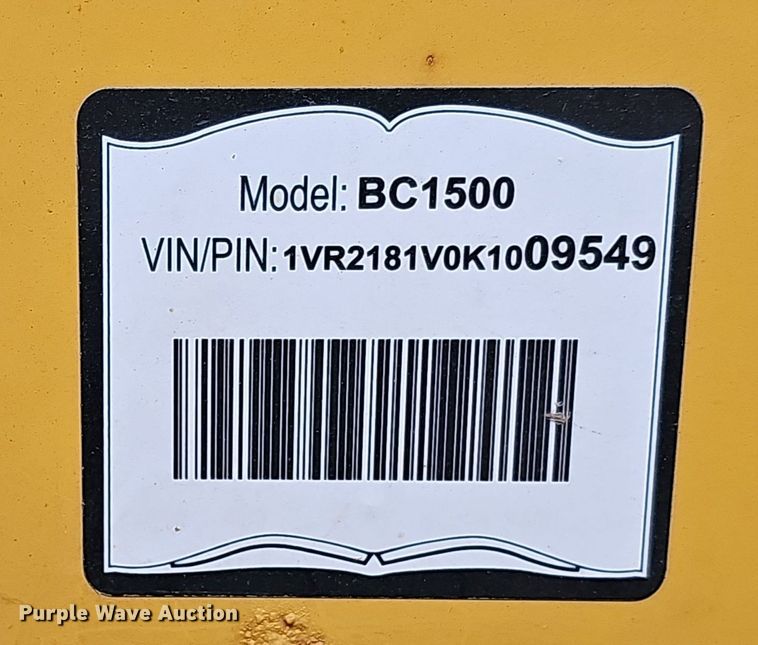 Model: BC1500
VIN/PIN: 1VR2181V0K1009549
Purple Wave Auction